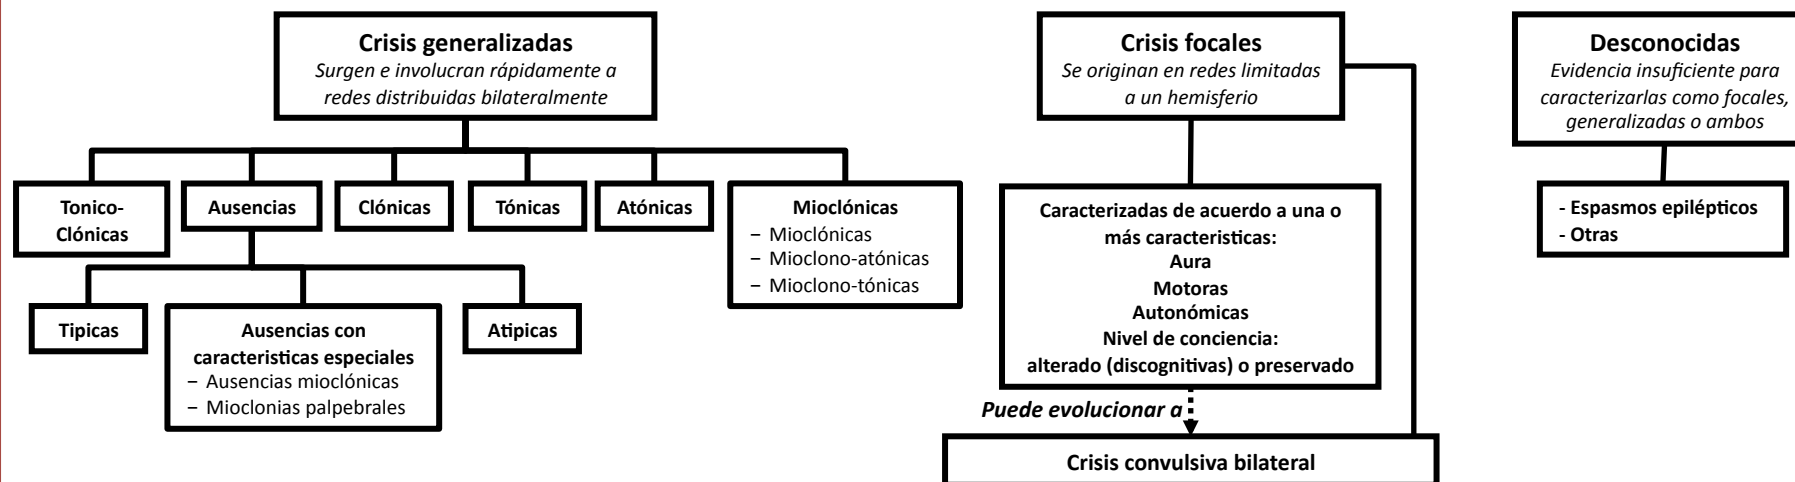 Crisis generalizadas
Surgen e involucran rápidamente a
redes distribuidas bilateralmente
Crisis focales
Se originan en redes limitadas
a un hemisferio
Desconocidas
Evidencia insuficiente para
caracterizarlas como focales,
generalizadas o ambos
Tonico-
Clónicas
Ausencias
Clónicas
Tónicas
Atónicas
Mioclónicas
– Mioclónicas
– Mioclono-atónicas
– Mioclono-tónicas
Tipicas
Ausencias con
caracteristicas especiales
– Ausencias mioclónicas
– Mioclonias palpebrales
Atipicas
Caracterizadas de acuerdo a una o
más caracteristicas:
Aura
Motoras
Autonómicas
Nivel de conciencia:
alterado (discognitivas) o preservado
Puede evolucionar a
Crisis convulsiva bilateral
- Espasmos epilépticos
- Otras